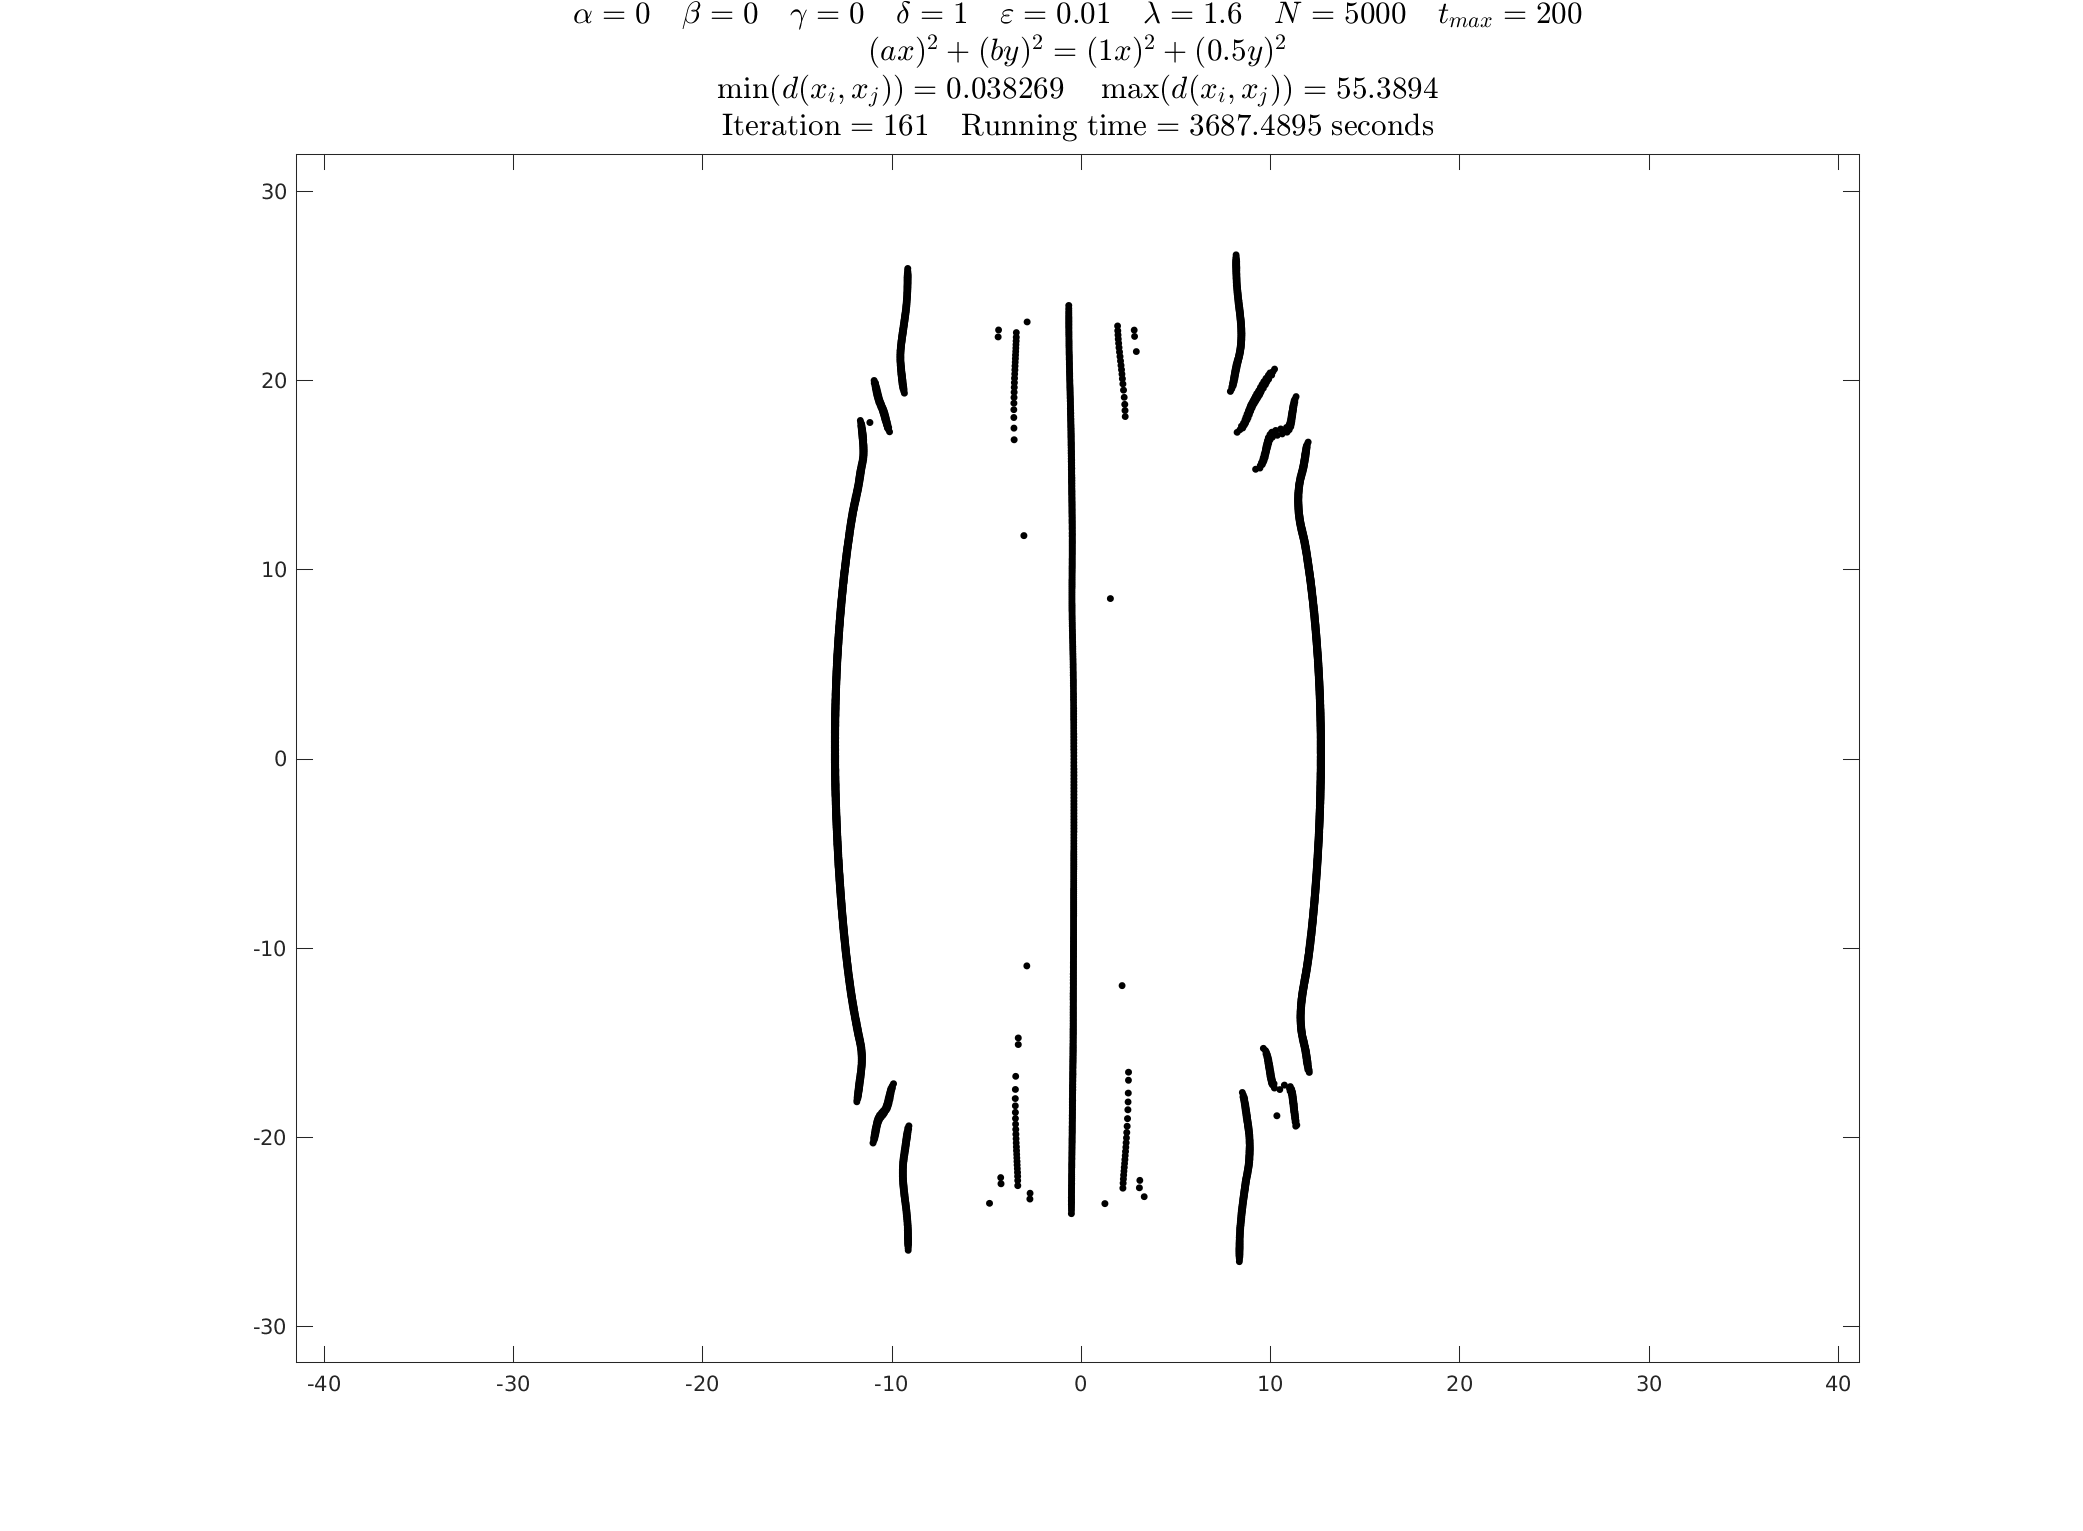 α = 0 β = 0 γ = 0 δ = 1 ε = 0.01 λ = 1.6 N = 5000 t_max = 200
(ax)² + (by)² = (1x)² + (0.5y)²
min(d(x_i, x_j)) = 0.038269 max(d(x_i, x_j)) = 55.3894
Iteration = 161 Running time = 3687.4895 seconds
30
20
10
0
-10
-20
-30
-40 -30 -20 -10 0 10 20 30 40